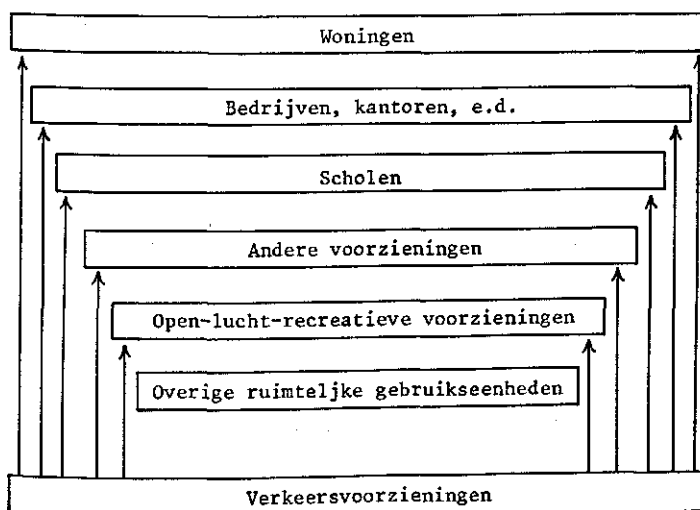 Woningen
Bedrijven, kantoren, e.d.
Scholen
Andere voorzieningen
Open-lucht-recreatieve voorzieningen
Overige ruimteljke gebruikseenheden
Verkeersvoorzieningen